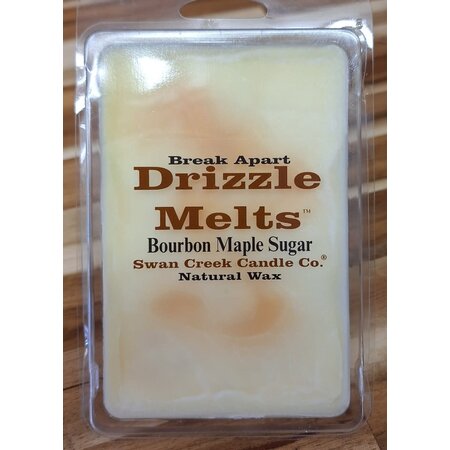 Break Apart
Drizzle
Melts™
Bourbon Maple Sugar
Swan Creek Candle Co.®
Natural Wax